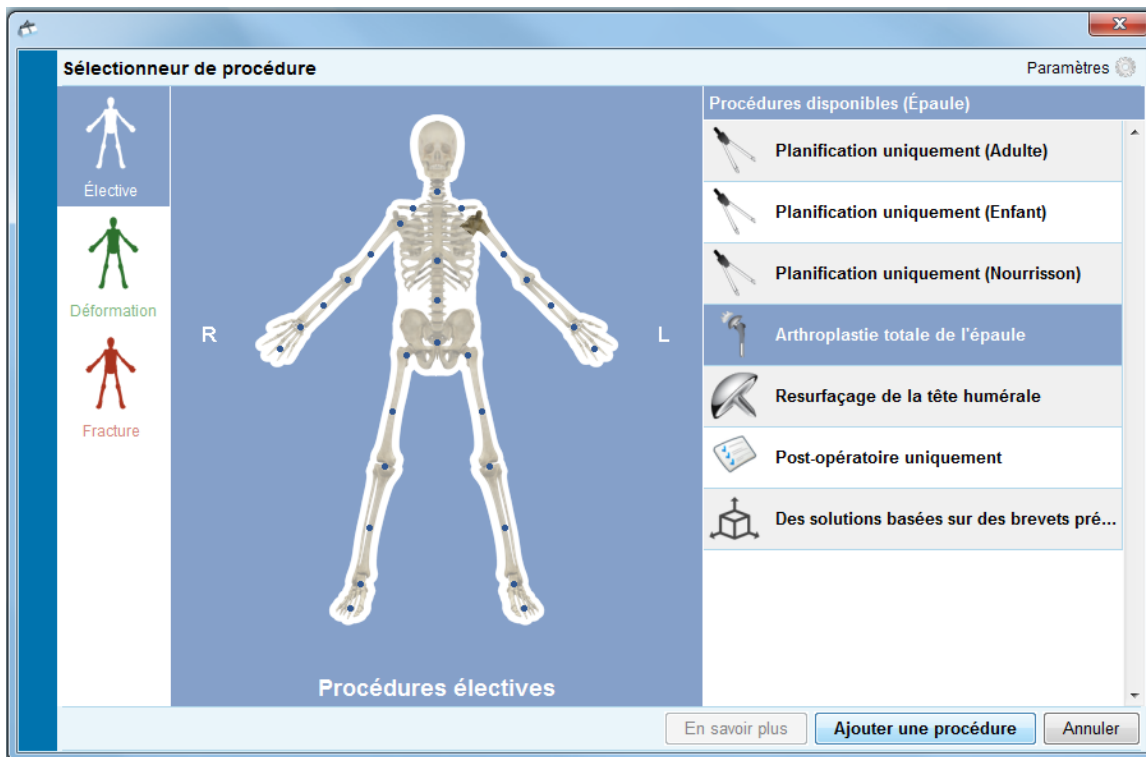 Sélectionneur de procédure
Paramètres
Élective
Déformation
Fracture
R
L
Procédures électives
Procédures disponibles (Épaule)
Planification uniquement (Adulte)
Planification uniquement (Enfant)
Planification uniquement (Nourrisson)
Arthroplastie totale de l'épaule
Resurfaçage de la tête humérale
Post-opératoire uniquement
Des solutions basées sur des brevets pré...
En savoir plus
Ajouter une procédure
Annuler